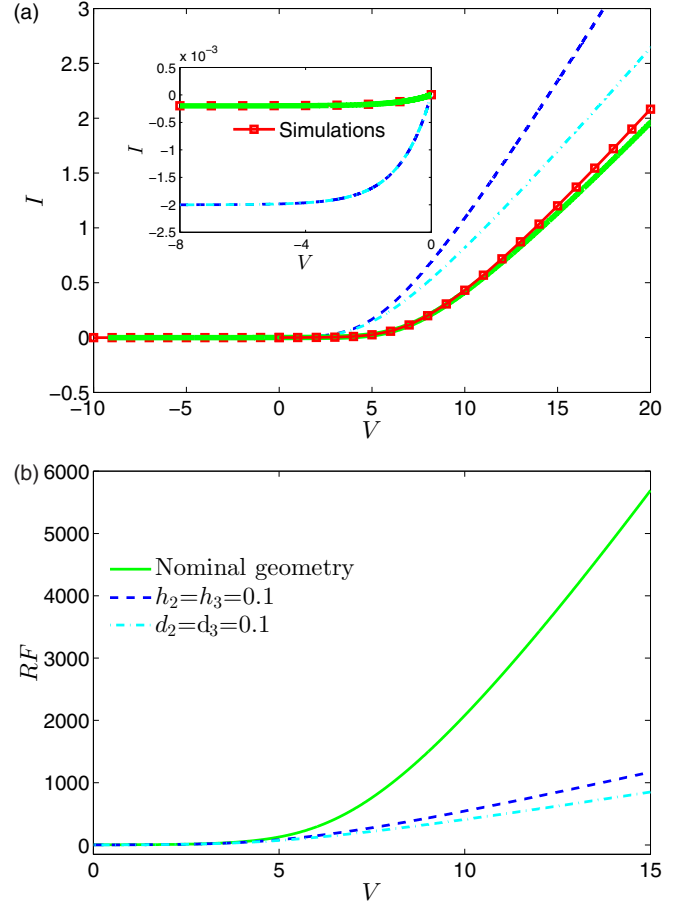 (a)
3
2.5
2
1.5
1
0.5
0
−0.5
I
−10
−5
0
5
10
15
20
V
x 10⁻³
0.5
0
−0.5
−1
−1.5
−2
−2.5
I
−8
−4
0
V
Simulations
(b)
6000
5000
4000
3000
2000
1000
0
RF
Nominal geometry
h₂=h₃=0.1
d₂=d₃=0.1
0
5
10
15
V